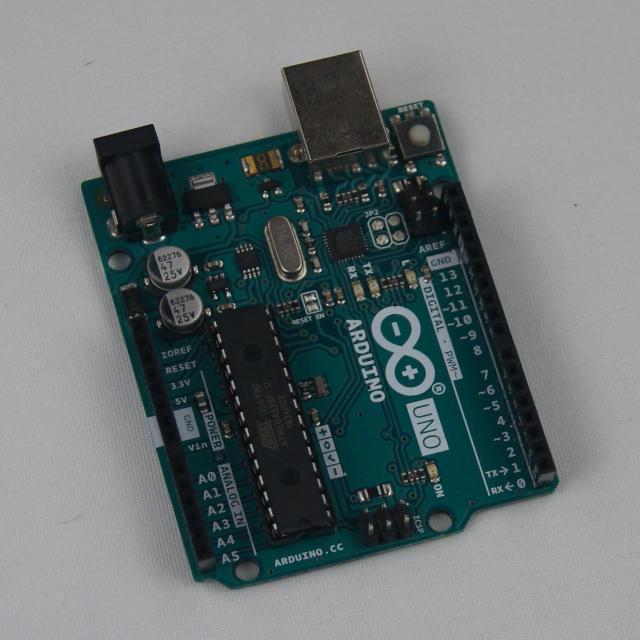 RESET
62276
47
25V
62276
47
25V
JP2
AREF
GND
13
12
~11
~10
~9
8
7
~6
~5
4
~3
2
TX→1
RX←0
DIGITAL (PWM~)
RX
TX
L
RESET EN
ARDUINO
UNO
®
IOREF
RESET
3.3V
5V
GND
Vin
POWER
A0
A1
A2
A3
A4
A5
ANALOG IN
ON
ICSP
ARDUINO.CC